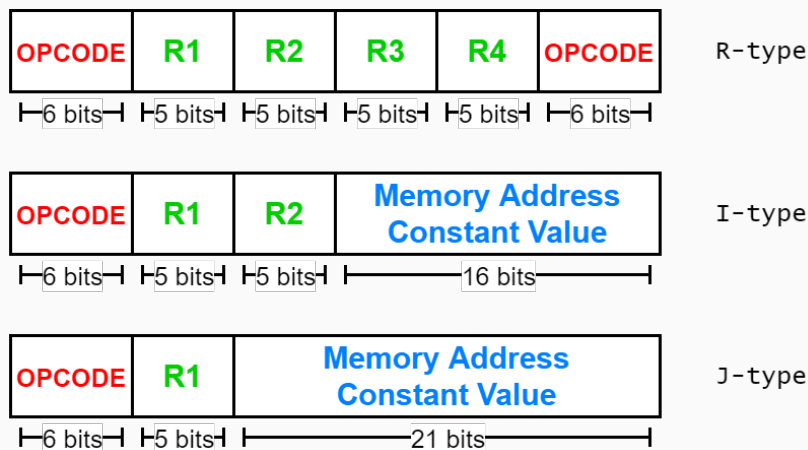 OPCODE R1 R2 R3 R4 OPCODE R-type
6 bits 5 bits 5 bits 5 bits 5 bits 6 bits
OPCODE R1 R2 Memory Address Constant Value I-type
6 bits 5 bits 5 bits 16 bits
OPCODE R1 Memory Address Constant Value J-type
6 bits 5 bits 21 bits